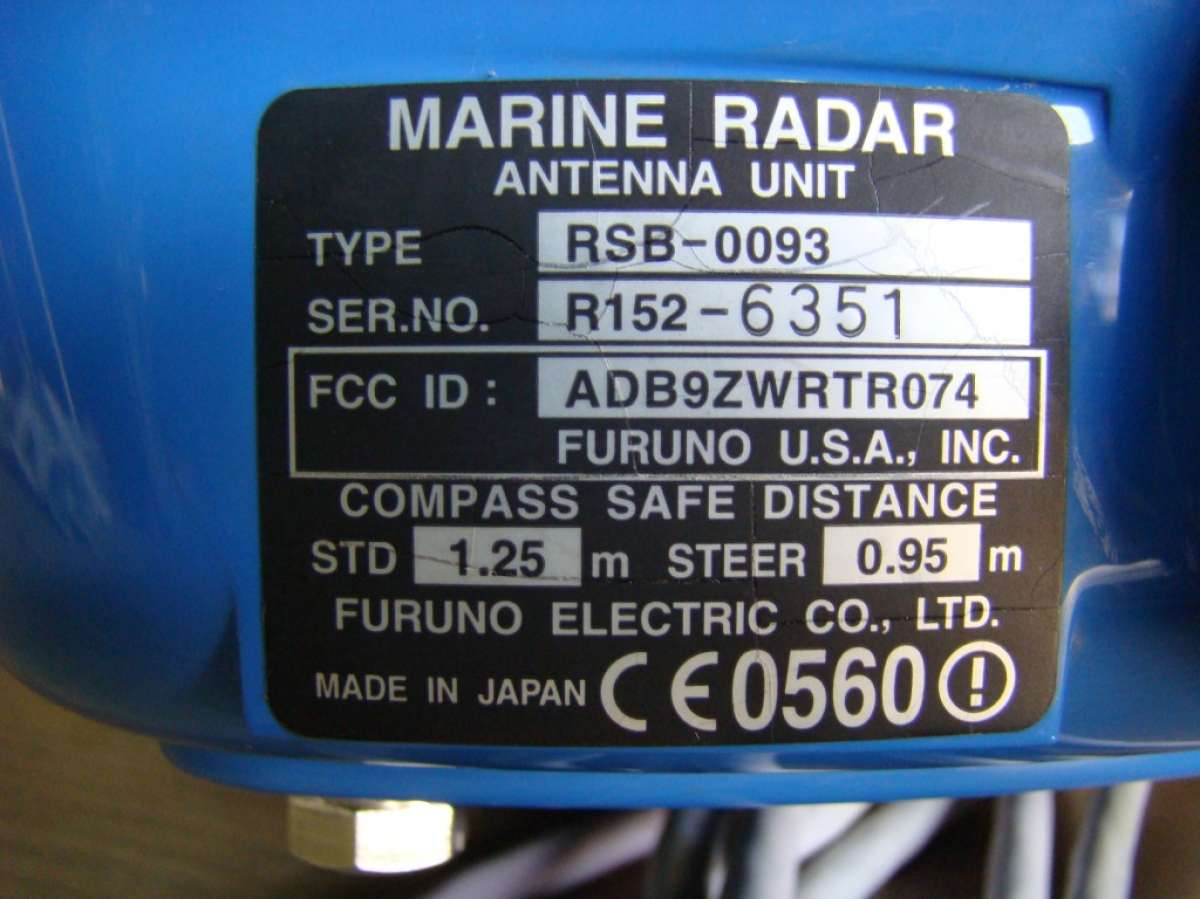 MARINE RADAR
ANTENNA UNIT
TYPE RSB-0093
SER.NO. R152-6351
FCC ID: ADB9ZWRTR074
FURUNO U.S.A., INC.
COMPASS SAFE DISTANCE
STD 1.25 m STEER 0.95 m
FURUNO ELECTRIC CO., LTD.
MADE IN JAPAN CE0560